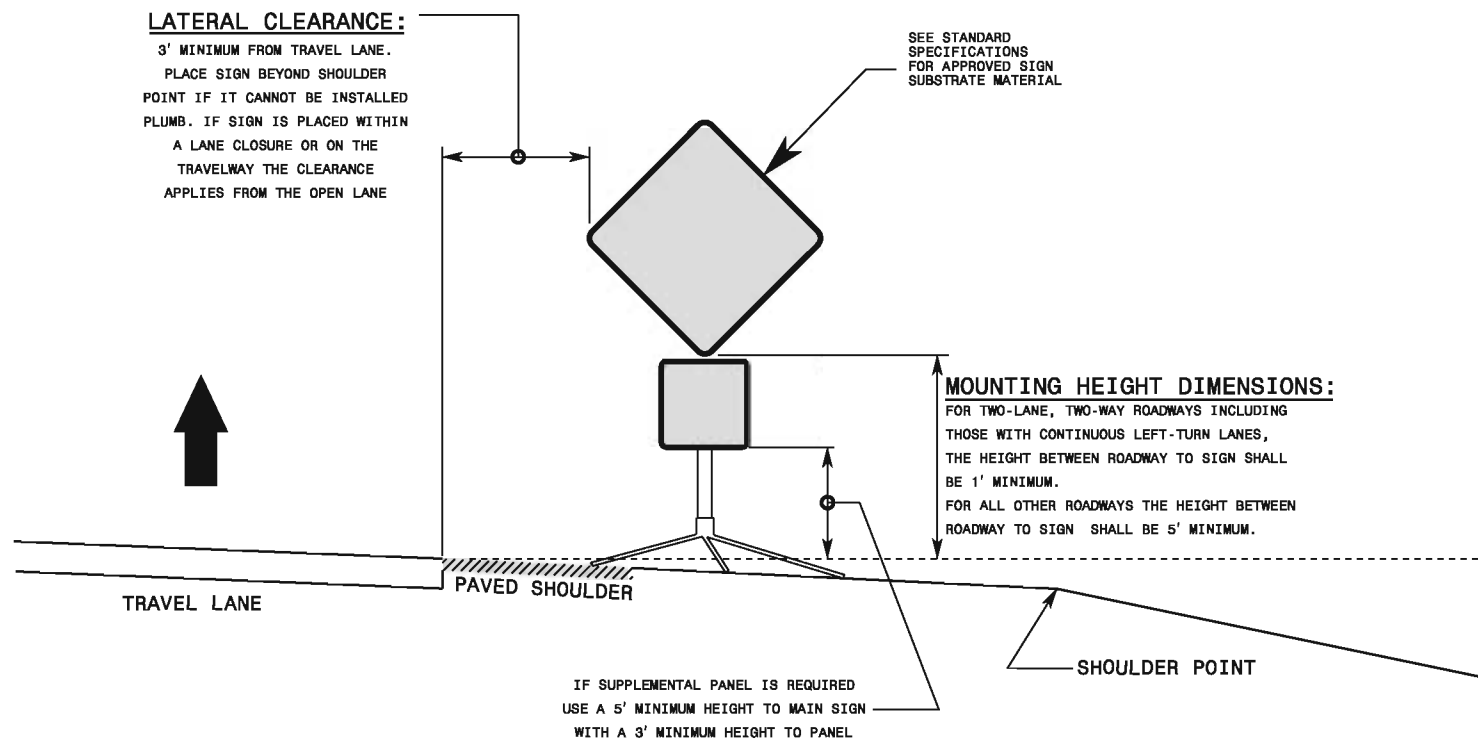 LATERAL CLEARANCE:
3' MINIMUM FROM TRAVEL LANE.
PLACE SIGN BEYOND SHOULDER
POINT IF IT CANNOT BE INSTALLED
PLUMB. IF SIGN IS PLACED WITHIN
A LANE CLOSURE OR ON THE
TRAVELWAY THE CLEARANCE
APPLIES FROM THE OPEN LANE
SEE STANDARD
SPECIFICATIONS
FOR APPROVED SIGN
SUBSTRATE MATERIAL
MOUNTING HEIGHT DIMENSIONS:
FOR TWO-LANE, TWO-WAY ROADWAYS INCLUDING
THOSE WITH CONTINUOUS LEFT-TURN LANES,
THE HEIGHT BETWEEN ROADWAY TO SIGN SHALL
BE 1' MINIMUM.
FOR ALL OTHER ROADWAYS THE HEIGHT BETWEEN
ROADWAY TO SIGN SHALL BE 5' MINIMUM.
TRAVEL LANE
PAVED SHOULDER
SHOULDER POINT
IF SUPPLEMENTAL PANEL IS REQUIRED
USE A 5' MINIMUM HEIGHT TO MAIN SIGN
WITH A 3' MINIMUM HEIGHT TO PANEL